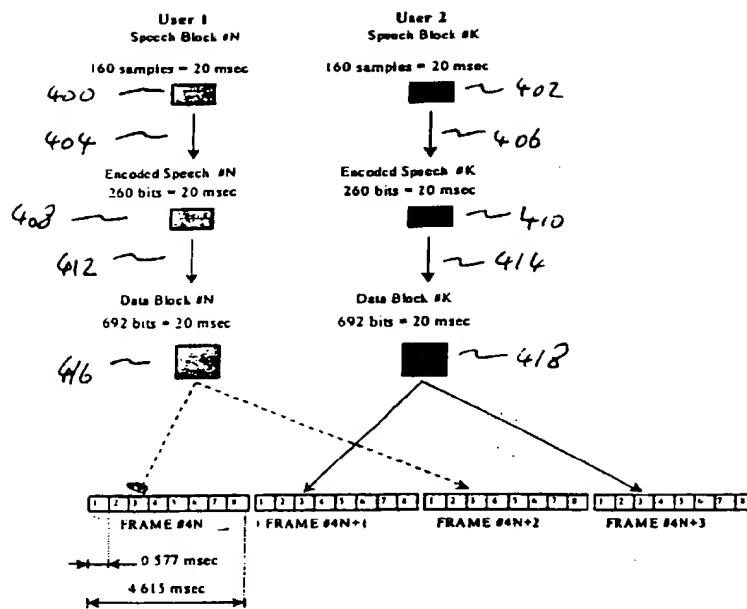 User 1 User 2
Speech Block #N Speech Block #K
160 samples = 20 msec 160 samples = 20 msec
400 402
404 406
Encoded Speech #N Encoded Speech #K
260 bits = 20 msec 260 bits = 20 msec
408 410
412 414
Data Block #N Data Block #K
692 bits = 20 msec 692 bits = 20 msec
416 418
1 2 3 4 5 6 7 8 1 2 3 4 5 6 7 8 1 2 3 4 5 6 7 8 1 2 3 4 5 6 7 8
FRAME #4N FRAME #4N+1 FRAME #4N+2 FRAME #4N+3
0 577 msec
4 615 msec